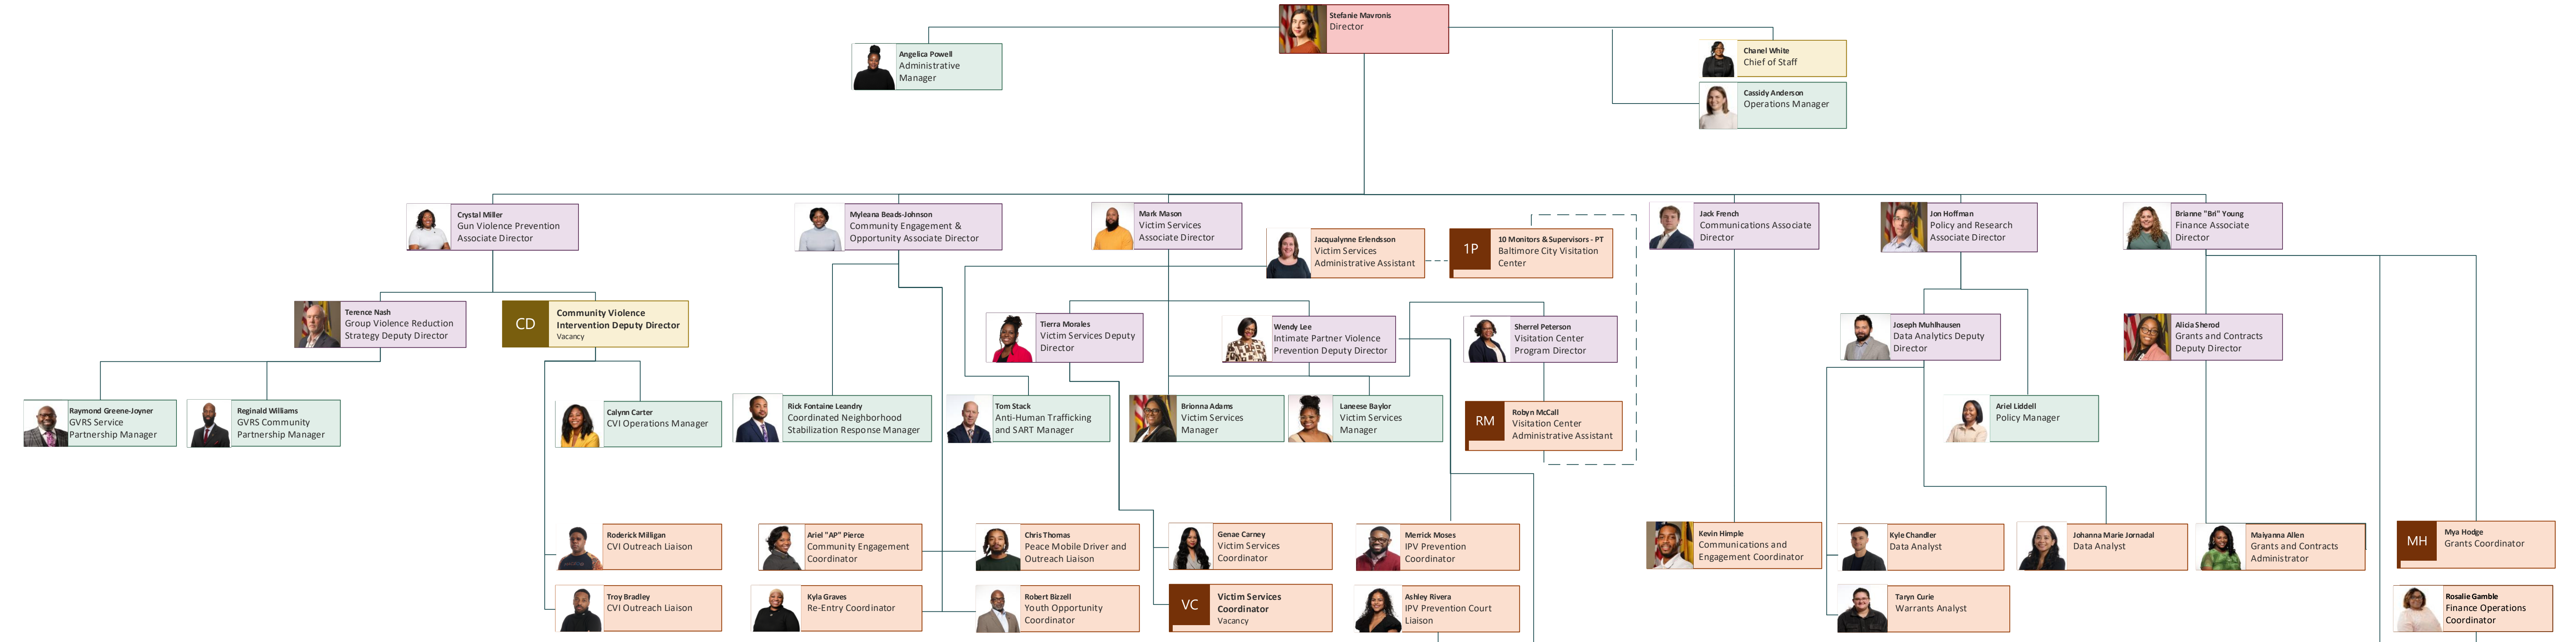 Stefanie Mavronis
Director
Angelica Powell
Administrative
Manager
Chanel White
Chief of Staff
Cassidy Anderson
Operations Manager
Crystal Miller
Gun Violence Prevention
Associate Director
Myleana Beads-Johnson
Community Engagement &
Opportunity Associate Director
Mark Mason
Victim Services
Associate Director
Jacqualynne Erlendsson
Victim Services
Administrative Assistant
1P
10 Monitors & Supervisors - PT
Baltimore City Visitation
Center
Jack French
Communications Associate
Director
Jon Hoffman
Policy and Research
Associate Director
Brianne "Bri" Young
Finance Associate
Director
Terence Nash
Group Violence Reduction
Strategy Deputy Director
CD
Community Violence
Intervention Deputy Director
Vacancy
Tierra Morales
Victim Services Deputy
Director
Wendy Lee
Intimate Partner Violence
Prevention Deputy Director
Sherrel Peterson
Visitation Center
Program Director
Joseph Muhlhausen
Data Analytics Deputy
Director
Alicia Sherod
Grants and Contracts
Deputy Director
Raymond Greene-Joyner
GVRS Service
Partnership Manager
Reginald Williams
GVRS Community
Partnership Manager
Calynn Carter
CVI Operations Manager
Rick Fontaine Leandry
Coordinated Neighborhood
Stabilization Response Manager
Tom Stack
Anti-Human Trafficking
and SART Manager
Brionna Adams
Victim Services
Manager
Laneese Baylor
Victim Services
Manager
RM
Robyn McCall
Visitation Center
Administrative Assistant
Ariel Liddell
Policy Manager
Roderick Milligan
CVI Outreach Liaison
Ariel "AP" Pierce
Community Engagement
Coordinator
Chris Thomas
Peace Mobile Driver and
Outreach Liaison
Genae Carney
Victim Services
Coordinator
Merrick Moses
IPV Prevention
Coordinator
Kevin Himple
Communications and
Engagement Coordinator
Kyle Chandler
Data Analyst
Johanna Marie Jornadal
Data Analyst
Maiyanna Allen
Grants and Contracts
Administrator
MH
Mya Hodge
Grants Coordinator
Troy Bradley
CVI Outreach Liaison
Kyla Graves
Re-Entry Coordinator
Robert Bizzell
Youth Opportunity
Coordinator
VC
Victim Services
Coordinator
Vacancy
Ashley Rivera
IPV Prevention Court
Liaison
Taryn Curie
Warrants Analyst
Rosalie Gamble
Finance Operations
Coordinator